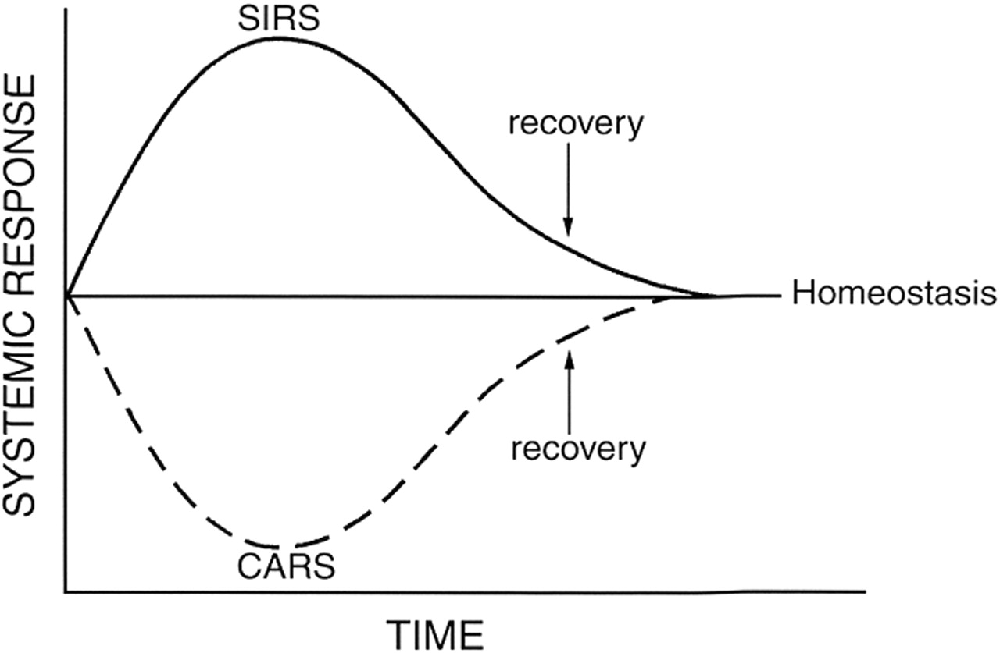 SIRS
recovery
SYSTEMIC RESPONSE
Homeostasis
recovery
CARS
TIME